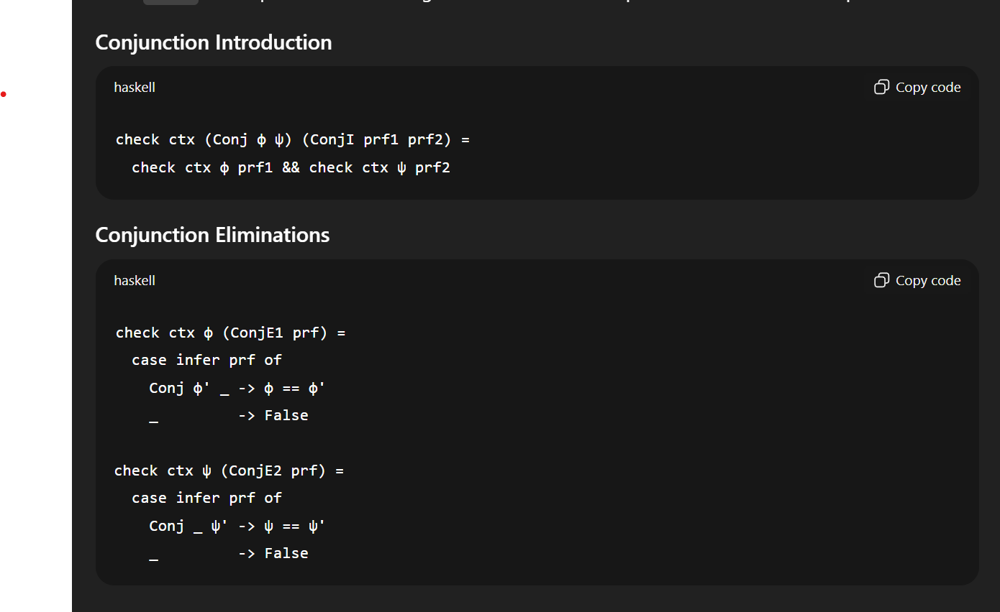 Conjunction Introduction
haskell
Copy code
check ctx (Conj φ ψ) (ConjI prf1 prf2) =
  check ctx φ prf1 && check ctx ψ prf2
Conjunction Eliminations
haskell
Copy code
check ctx φ (ConjE1 prf) =
  case infer prf of
    Conj φ' _ -> φ == φ'
    _         -> False
check ctx ψ (ConjE2 prf) =
  case infer prf of
    Conj _ ψ' -> ψ == ψ'
    _         -> False